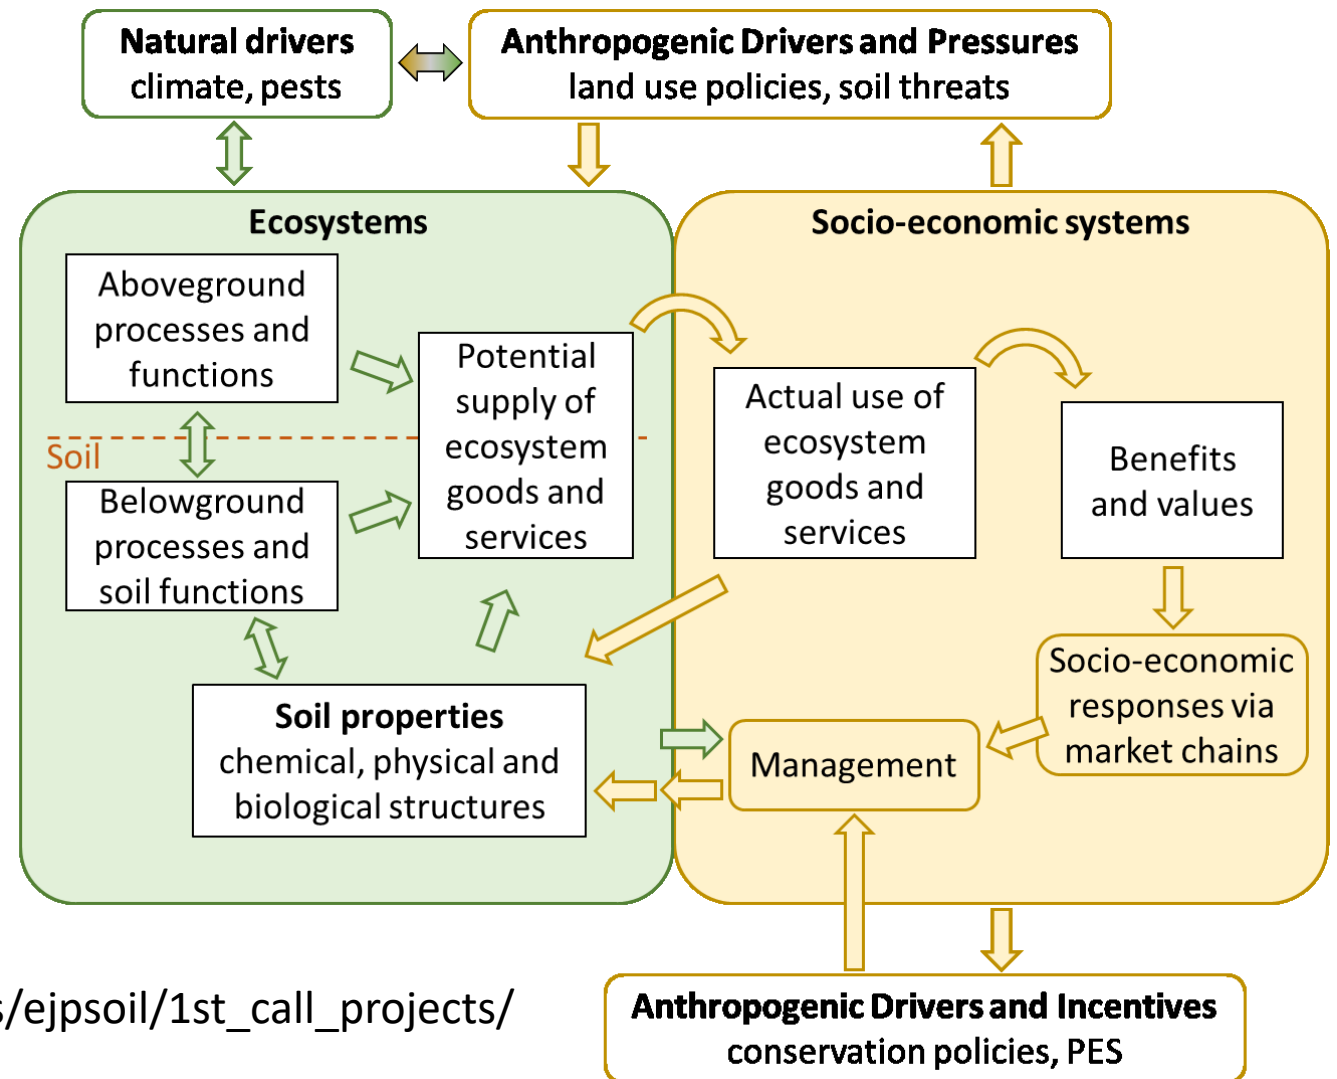 Natural drivers
climate, pests
Anthropogenic Drivers and Pressures
land use policies, soil threats
Ecosystems
Aboveground
processes and
functions
Soil
Belowground
processes and
soil functions
Potential
supply of
ecosystem
goods and
services
Soil properties
chemical, physical and
biological structures
Socio-economic systems
Actual use of
ecosystem
goods and
services
Benefits
and values
Socio-economic
responses via
market chains
Management
s/ejpsoil/1st_call_projects/
Anthropogenic Drivers and Incentives
conservation policies, PES